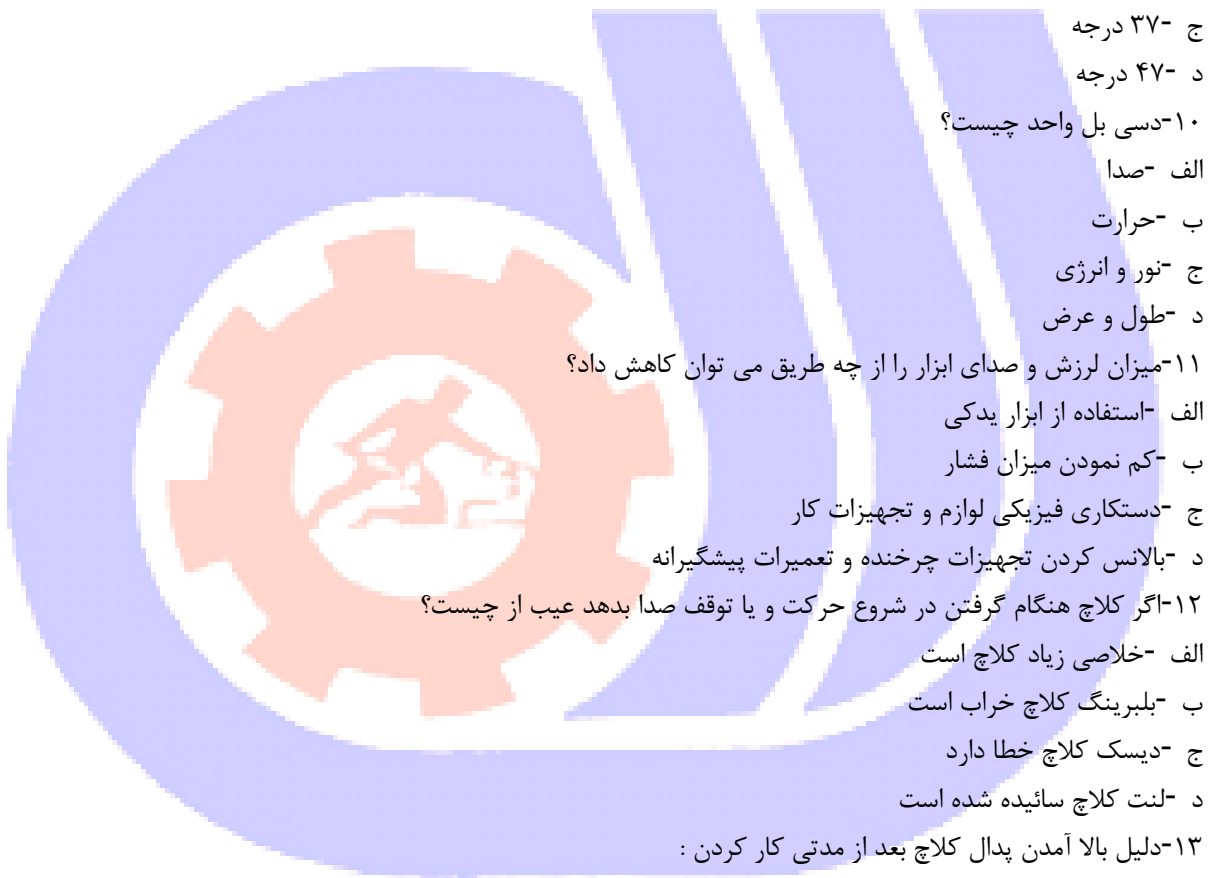 ج -۳۷ درجه
د -۴۷ درجه
۱۰-دسی بل واحد چیست؟
الف -صدا
ب -حرارت
ج -نور و انرژی
د -طول و عرض
۱۱-میزان لرزش و صدای ابزار را از چه طریق می توان کاهش داد؟
الف -استفاده از ابزار یدکی
ب -کم نمودن میزان فشار
ج -دستکاری فیزیکی لوازم و تجهیزات کار
د -بالانس کردن تجهیزات چرخنده و تعمیرات پیشگیرانه
۱۲-اگر کلاچ هنگام گرفتن در شروع حرکت و یا توقف صدا بدهد عیب از چیست؟
الف -خلاصی زیاد کلاچ است
ب -بلبرینگ کلاچ خراب است
ج -دیسک کلاچ خطا دارد
د -لنت کلاچ سائیده شده است
۱۳-دلیل بالا آمدن پدال کلاچ بعد از مدتی کار کردن :